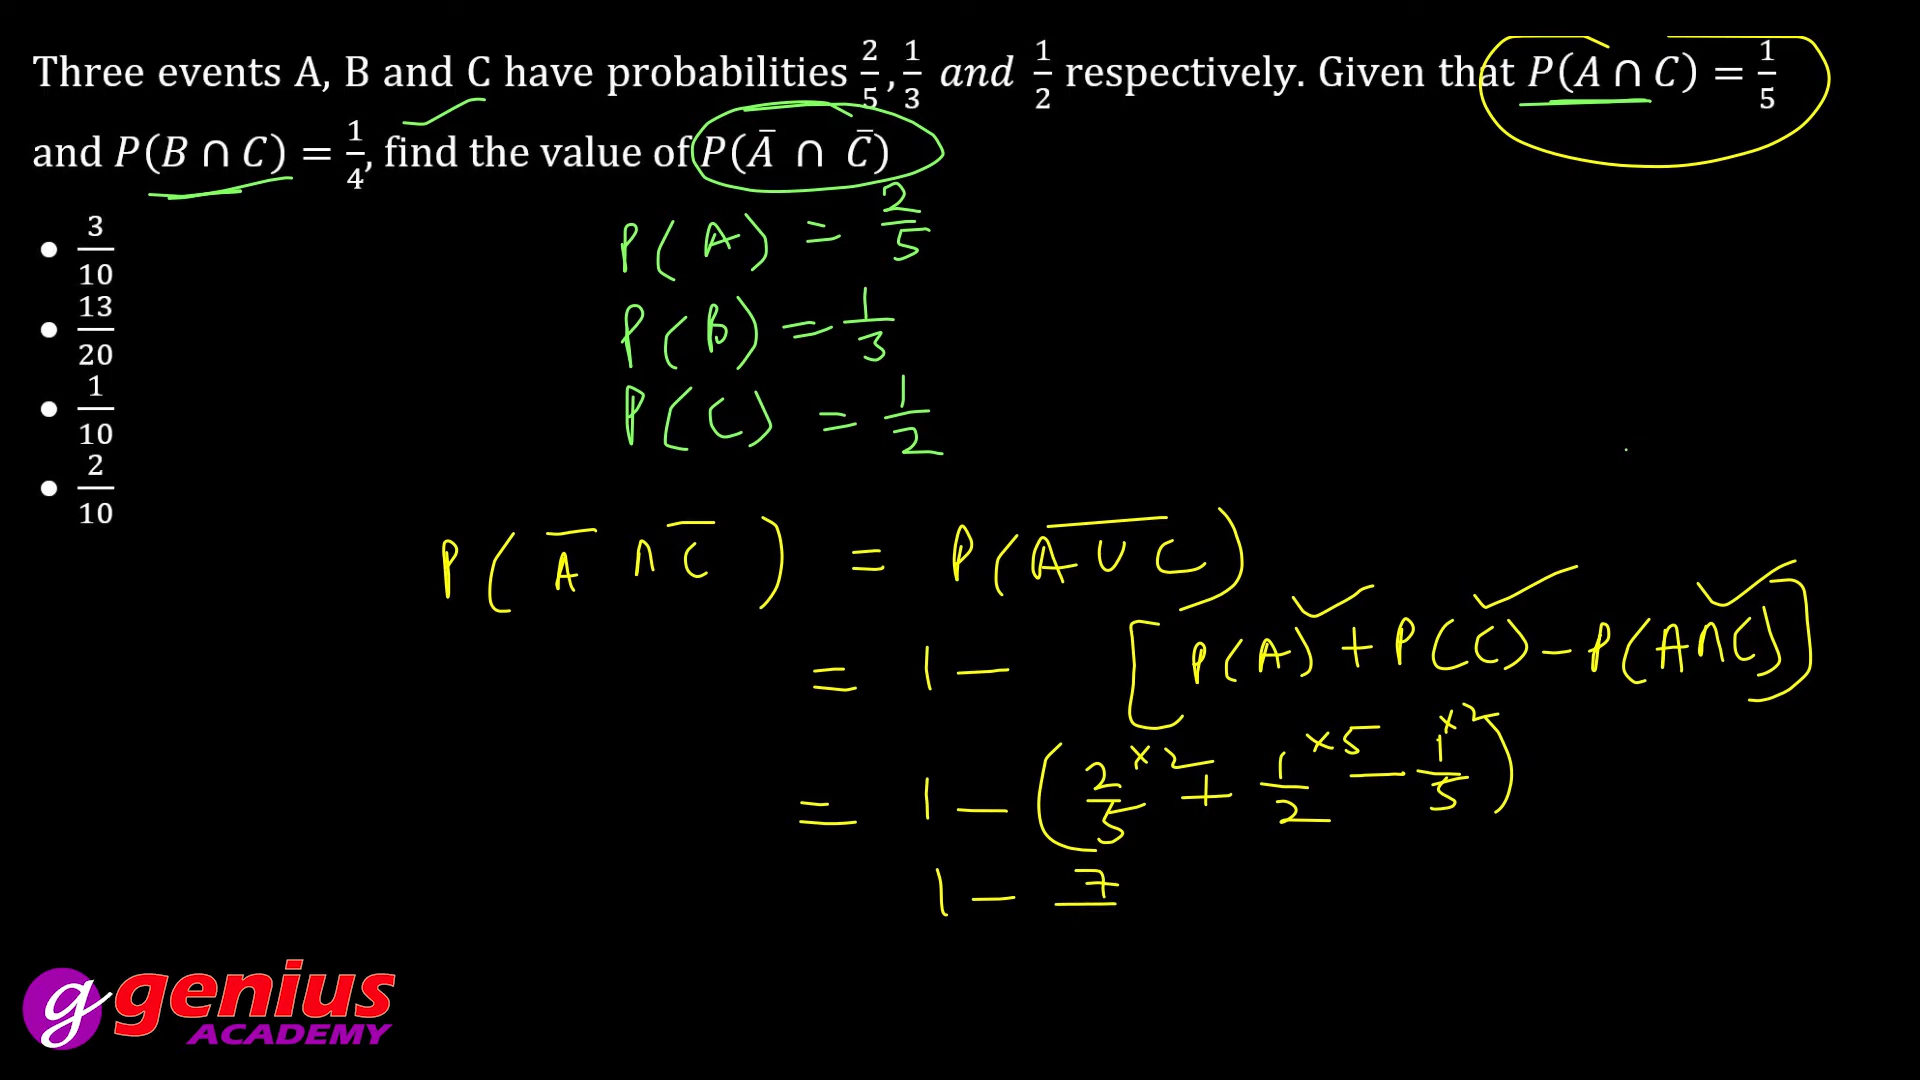 Three events A, B and C have probabilities 2/5, 1/3 and 1/2 respectively. Given that P(A ∩ C) = 1/5
and P(B ∩ C) = 1/4, find the value of P(Ā ∩ C̄)
• 3/10
• 13/20
• 1/10
• 2/10
P(A) = 2/5
P(B) = 1/3
P(C) = 1/2
P(Ā ∩ C̄) = P(A̅ ̅∪̅ ̅C̅)
= 1 - [P(A) + P(C) - P(A∩C)]
= 1 - (2/5 ×2 + 1/2 ×5 - 1/5 ×2)
1 - 7/
g genius
ACADEMY